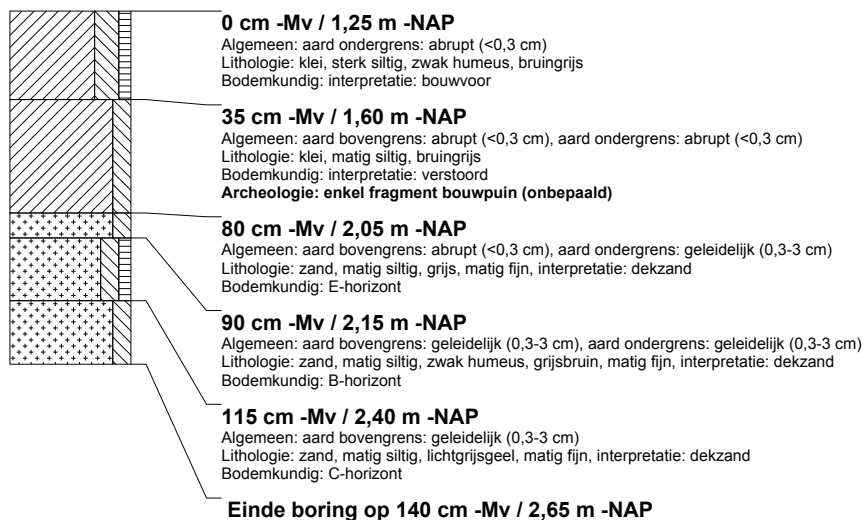 0 cm -Mv / 1,25 m -NAP
Algemeen: aard ondergrens: abrupt (<0,3 cm)
Lithologie: klei, sterk siltig, zwak humeus, bruingrijs
Bodemkundig: interpretatie: bouwvoor
35 cm -Mv / 1,60 m -NAP
Algemeen: aard bovengrens: abrupt (<0,3 cm), aard ondergrens: abrupt (<0,3 cm)
Lithologie: klei, matig siltig, bruingrijs
Bodemkundig: interpretatie: verstoord
Archeologie: enkel fragment bouwpuin (onbepaald)
80 cm -Mv / 2,05 m -NAP
Algemeen: aard bovengrens: abrupt (<0,3 cm), aard ondergrens: geleidelijk (0,3-3 cm)
Lithologie: zand, matig siltig, grijs, matig fijn, interpretatie: dekzand
Bodemkundig: E-horizont
90 cm -Mv / 2,15 m -NAP
Algemeen: aard bovengrens: geleidelijk (0,3-3 cm), aard ondergrens: geleidelijk (0,3-3 cm)
Lithologie: zand, matig siltig, zwak humeus, grijsbruin, matig fijn, interpretatie: dekzand
Bodemkundig: B-horizont
115 cm -Mv / 2,40 m -NAP
Algemeen: aard bovengrens: geleidelijk (0,3-3 cm)
Lithologie: zand, matig siltig, lichtgrijsgeel, matig fijn, interpretatie: dekzand
Bodemkundig: C-horizont
Einde boring op 140 cm -Mv / 2,65 m -NAP